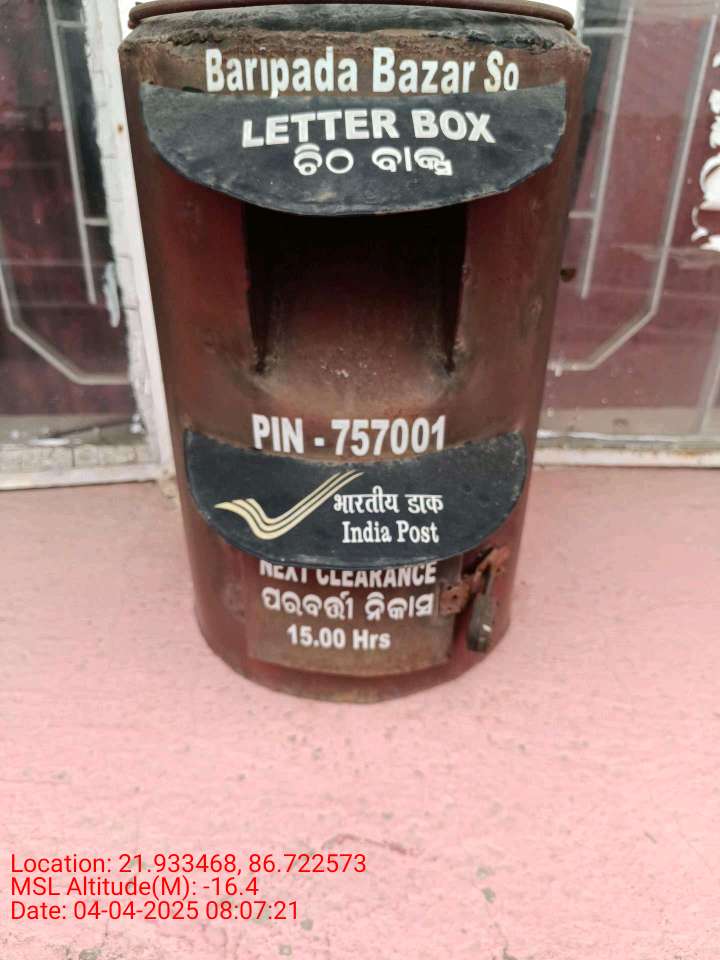 Baripada Bazar So
LETTER BOX
ଚିଠ ବାକ୍ସ
PIN - 757001
भारतीय डाक
India Post
NEXT CLEARANCE
ପରବର୍ତ୍ତୀ ନିକାସ
15.00 Hrs
Location: 21.933468, 86.722573
MSL Altitude(M): -16.4
Date: 04-04-2025 08:07:21